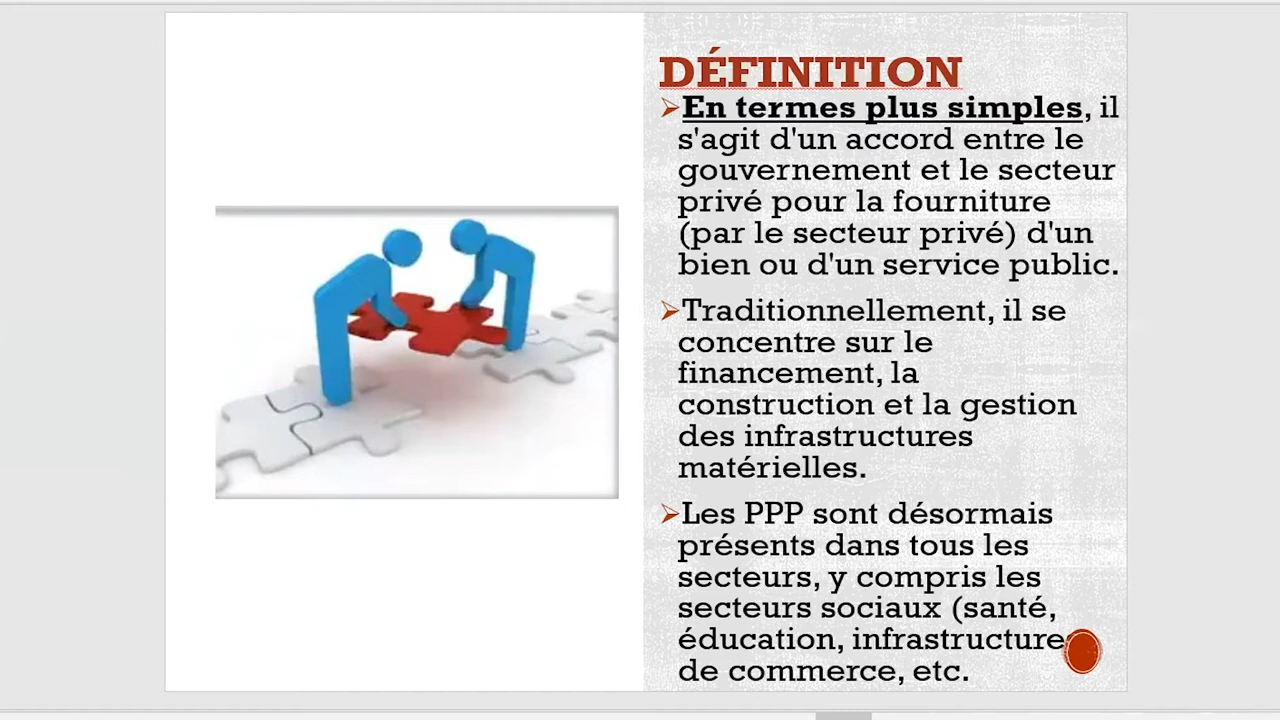 DÉFINITION
➢En termes plus simples, il
s'agit d'un accord entre le
gouvernement et le secteur
privé pour la fourniture
(par le secteur privé) d'un
bien ou d'un service public.
➢Traditionnellement, il se
concentre sur le
financement, la
construction et la gestion
des infrastructures
matérielles.
➢Les PPP sont désormais
présents dans tous les
secteurs, y compris les
secteurs sociaux (santé,
éducation, infrastructure
de commerce, etc.